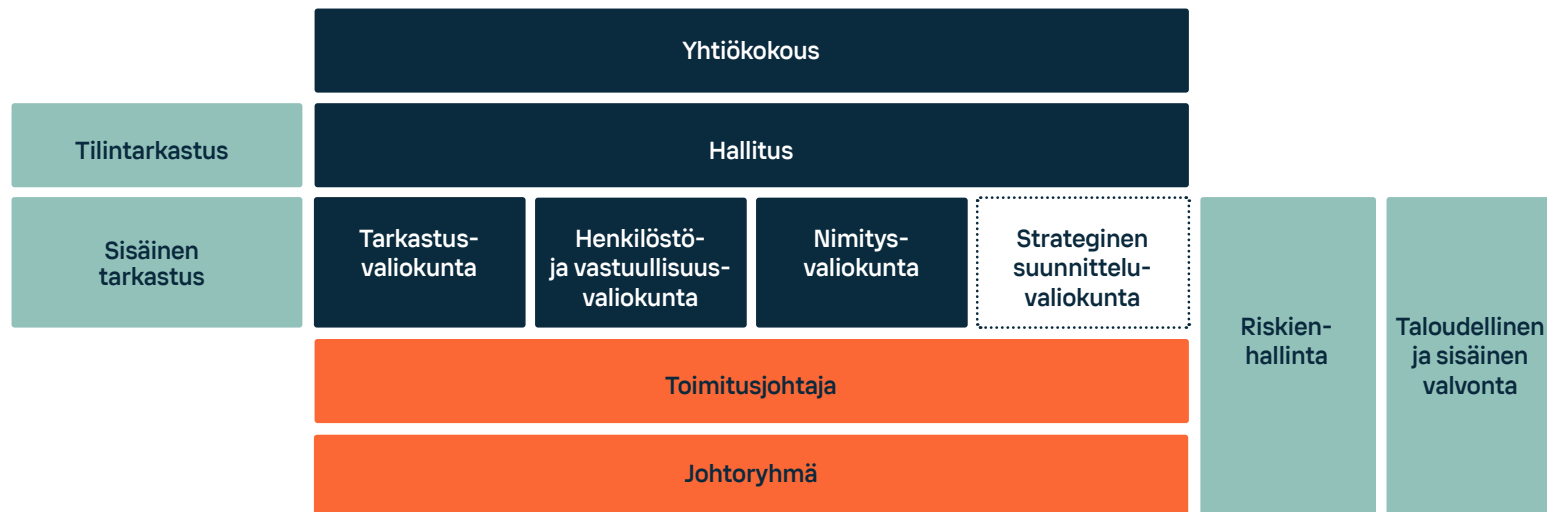 Yhtiökokous
Tilintarkastus
Hallitus
Sisäinen
tarkastus
Tarkastus-
valiokunta
Henkilöstö-
ja vastuullisuus-
valiokunta
Nimitys-
valiokunta
Strateginen
suunnittelu-
valiokunta
Riskien-
hallinta
Taloudellinen
ja sisäinen
valvonta
Toimitusjohtaja
Johtoryhmä